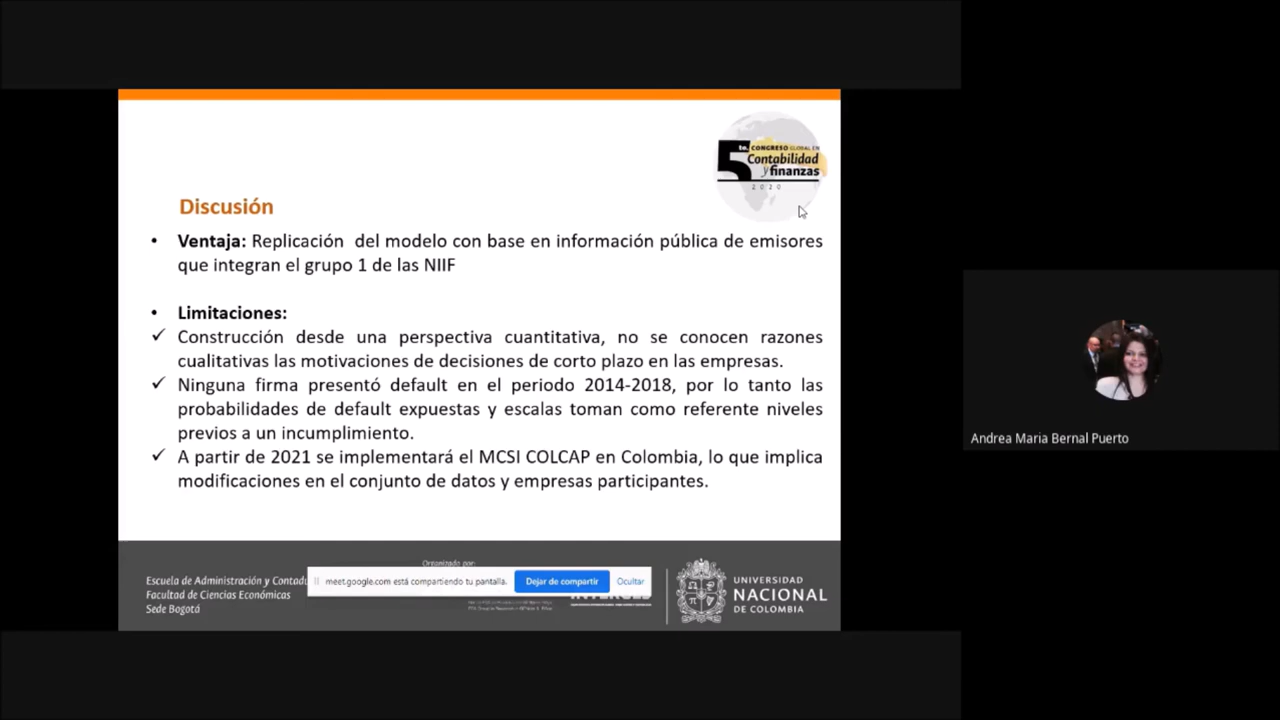 5to. CONGRESO GLOBAL EN
Contabilidad
y finanzas
2020
Discusión
• Ventaja: Replicación del modelo con base en información pública de emisores
que integran el grupo 1 de las NIIF
• Limitaciones:
✓ Construcción desde una perspectiva cuantitativa, no se conocen razones
cualitativas las motivaciones de decisiones de corto plazo en las empresas.
✓ Ninguna firma presentó default en el periodo 2014-2018, por lo tanto las
probabilidades de default expuestas y escalas toman como referente niveles
previos a un incumplimiento.
✓ A partir de 2021 se implementará el MCSI COLCAP en Colombia, lo que implica
modificaciones en el conjunto de datos y empresas participantes.
Andrea Maria Bernal Puerto
Organizado por:
Escuela de Administración y Contadu
Facultad de Ciencias Económicas
Sede Bogotá
meet.google.com está compartiendo tu pantalla.
Dejar de compartir
Ocultar
UNIVERSIDAD
NACIONAL
DE COLOMBIA